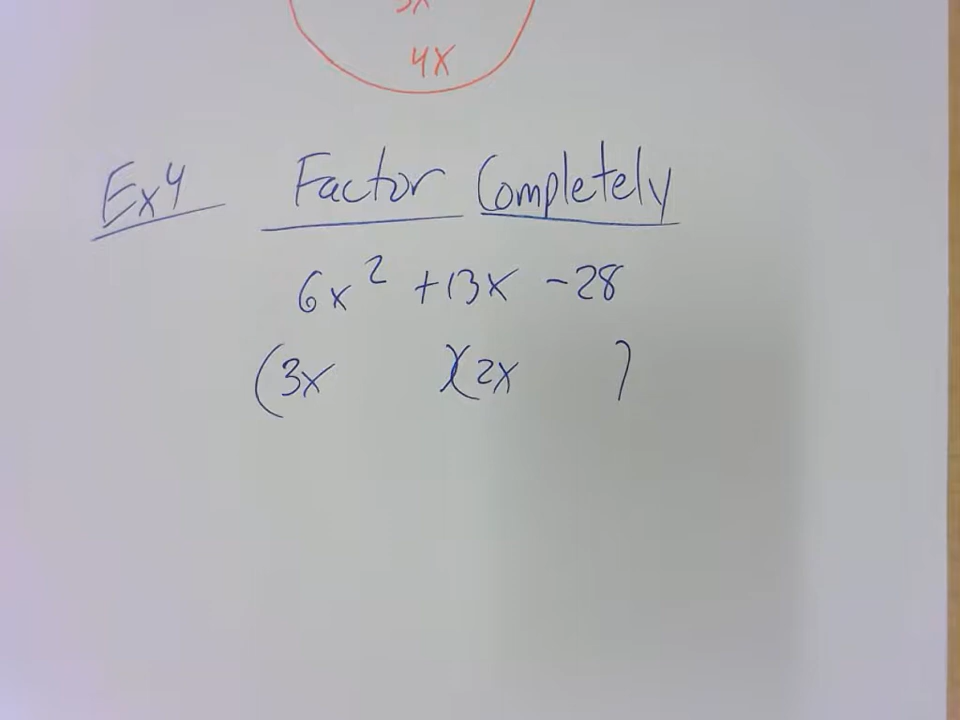 4x
Ex4 Factor Completely
6x² +13x -28
(3x )(2x )